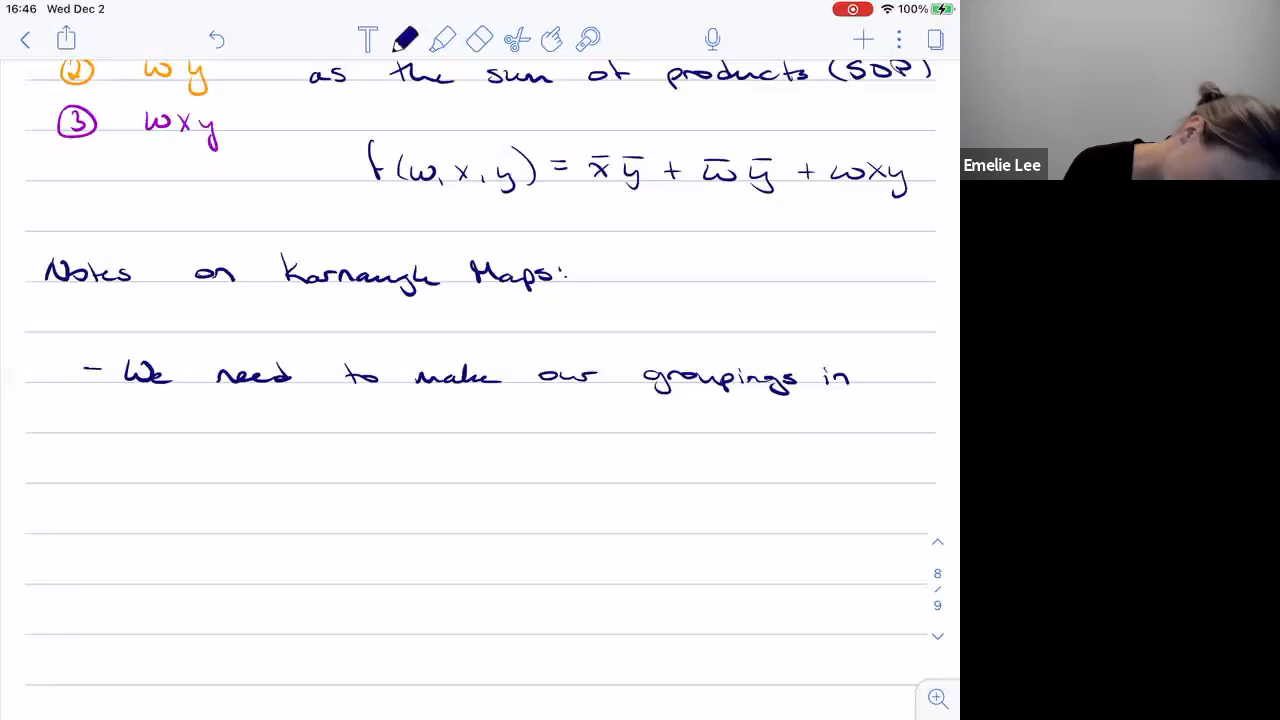 16:46 Wed Dec 2
100%
② w y as the sum of products (SOP)
③ wxy
f(w, x, y) = x̅ y̅ + w̅ y̅ + wxy
Emelie Lee
Notes on Karnaugh Maps:
- We need to make our groupings in
8
/
9